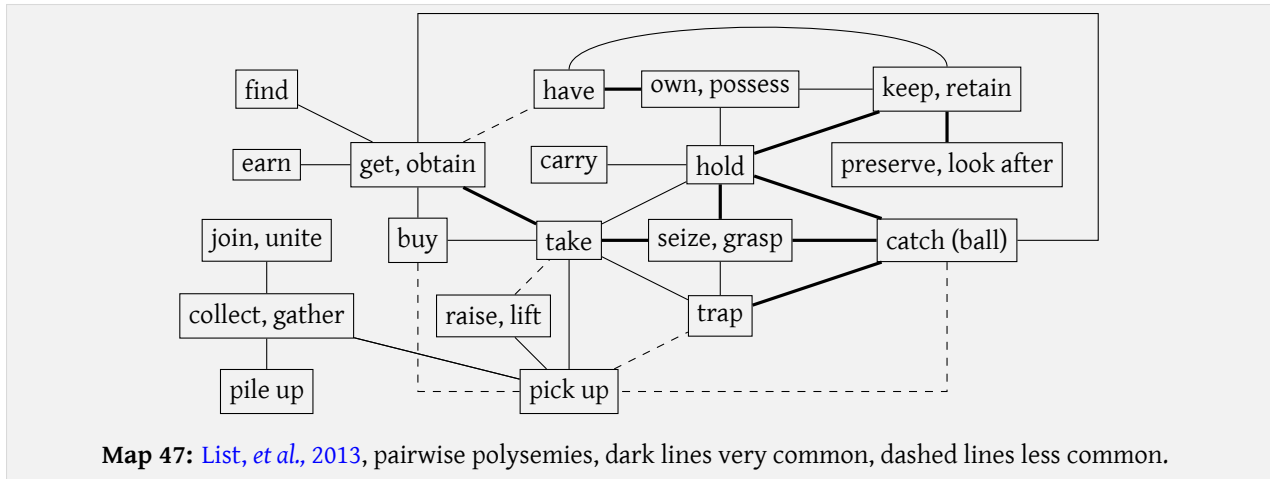 find
have
own, possess
keep, retain
earn
get, obtain
carry
hold
preserve, look after
join, unite
buy
take
seize, grasp
catch (ball)
collect, gather
raise, lift
trap
pile up
pick up
Map 47: List, et al., 2013, pairwise polysemies, dark lines very common, dashed lines less common.